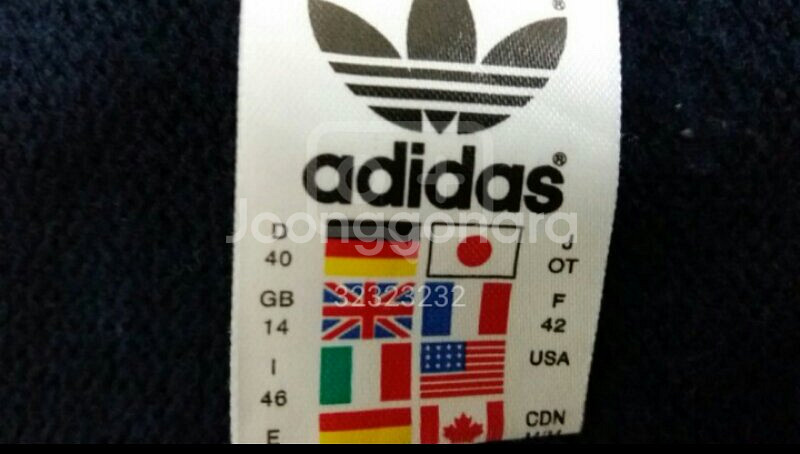 adidas®
Joonggonara
D
40
J
OT
32323232
GB
14
F
42
I
46
USA
E
CDN